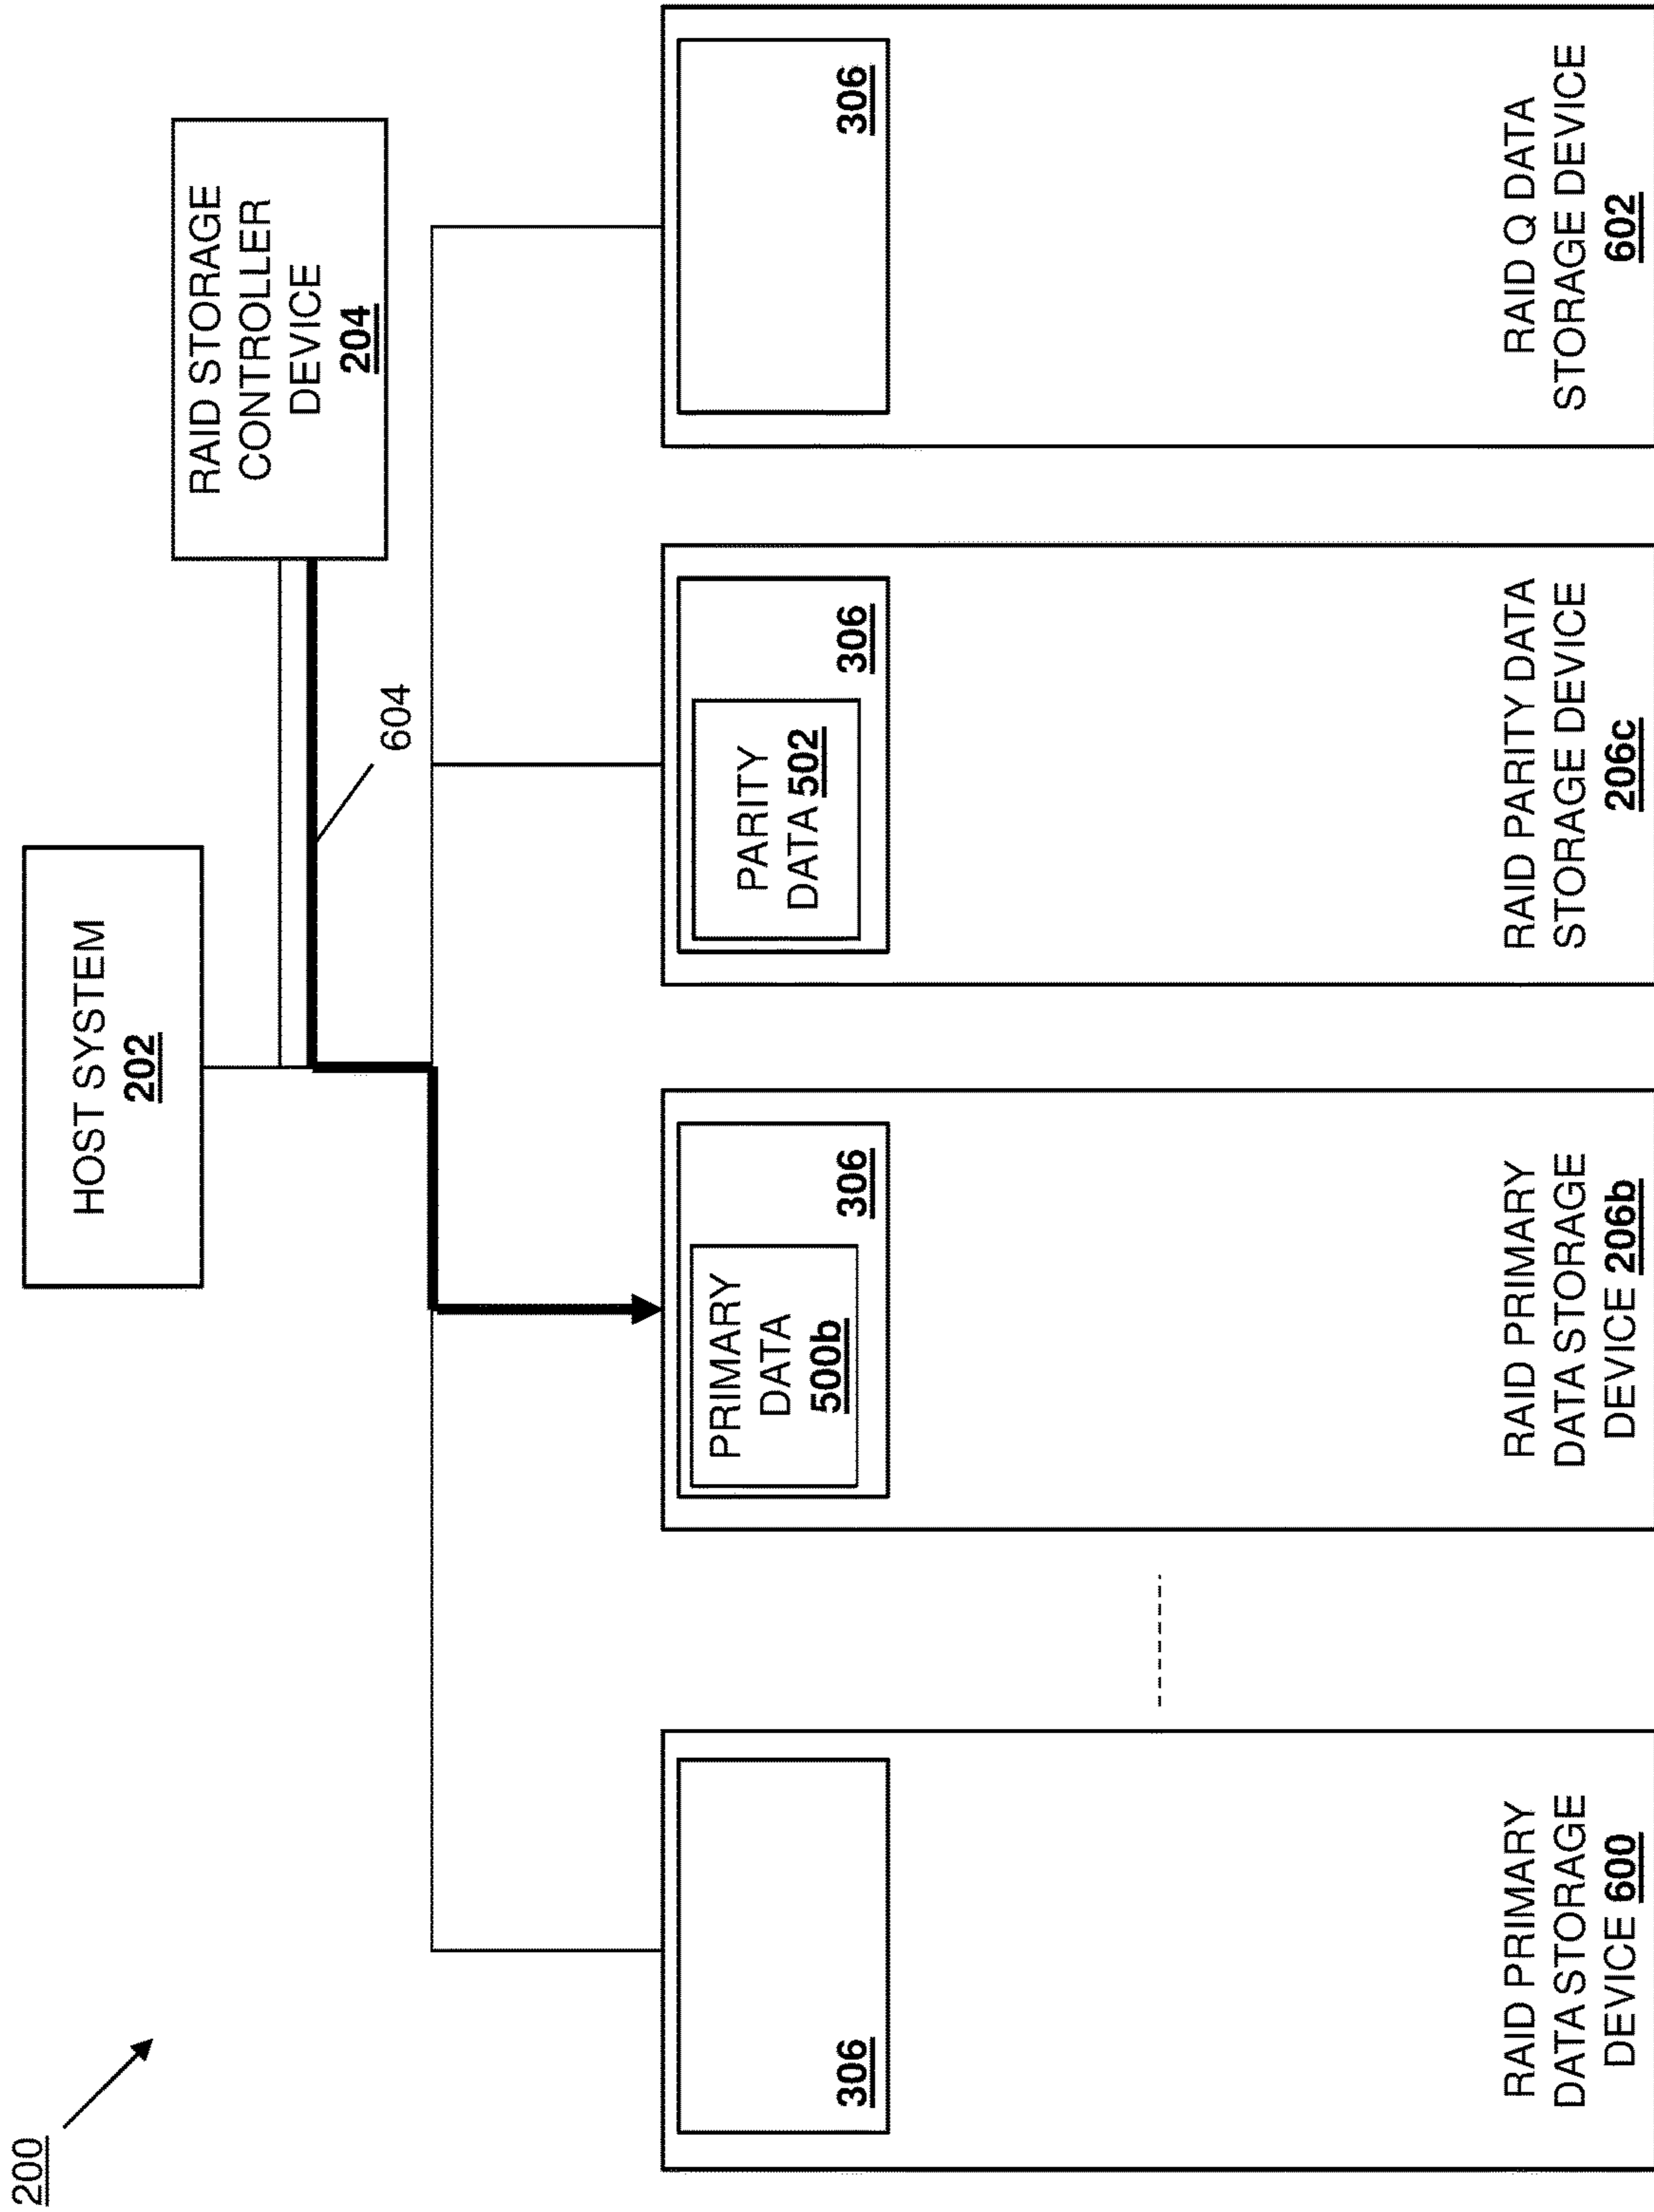 200
HOST SYSTEM
202
RAID STORAGE
CONTROLLER
DEVICE
204
604
306
PRIMARY
DATA
500b
306
PARITY
DATA 502
306
306
RAID PRIMARY
DATA STORAGE
DEVICE 600
RAID PRIMARY
DATA STORAGE
DEVICE 206b
RAID PARITY DATA
STORAGE DEVICE
206c
RAID Q DATA
STORAGE DEVICE
602